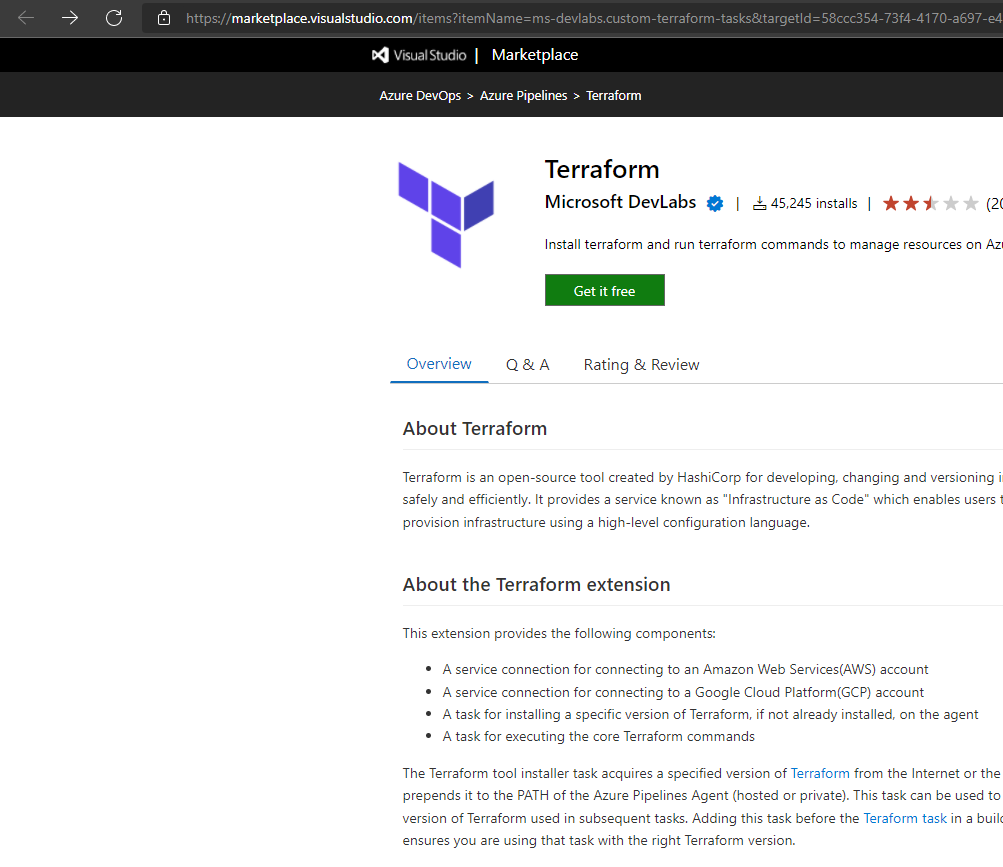 https://marketplace.visualstudio.com/items?itemName=ms-devlabs.custom-terraform-tasks&targetId=58ccc354-73f4-4170-a697-e4
Visual Studio | Marketplace
Azure DevOps > Azure Pipelines > Terraform
Terraform
Microsoft DevLabs | 45,245 installs | (20
Install terraform and run terraform commands to manage resources on Azu
Get it free
Overview Q & A Rating & Review
About Terraform
Terraform is an open-source tool created by HashiCorp for developing, changing and versioning i
safely and efficiently. It provides a service known as "Infrastructure as Code" which enables users t
provision infrastructure using a high-level configuration language.
About the Terraform extension
This extension provides the following components:
• A service connection for connecting to an Amazon Web Services(AWS) account
• A service connection for connecting to a Google Cloud Platform(GCP) account
• A task for installing a specific version of Terraform, if not already installed, on the agent
• A task for executing the core Terraform commands
The Terraform tool installer task acquires a specified version of Terraform from the Internet or the
prepends it to the PATH of the Azure Pipelines Agent (hosted or private). This task can be used to
version of Terraform used in subsequent tasks. Adding this task before the Teraform task in a build
ensures you are using that task with the right Terraform version.